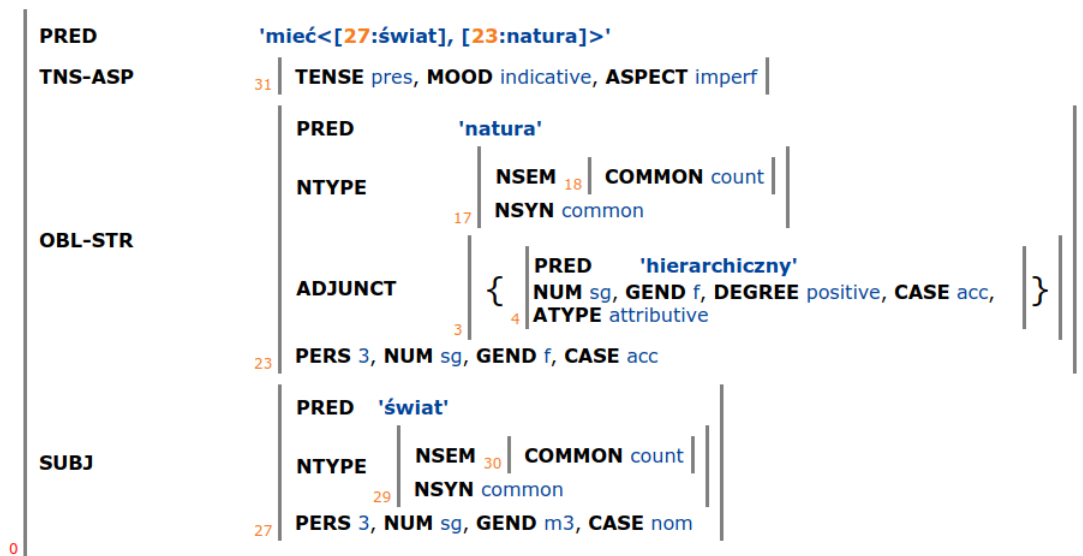 PRED 'mieć<[27:świat], [23:natura]>'
TNS-ASP 31 TENSE pres, MOOD indicative, ASPECT imperf
PRED 'natura'
NTYPE NSEM 18 COMMON count
17 NSYN common
OBL-STR
PRED 'hierarchiczny'
ADJUNCT 3 { 4 NUM sg, GEND f, DEGREE positive, CASE acc, }
ATYPE attributive
23 PERS 3, NUM sg, GEND f, CASE acc
PRED 'świat'
SUBJ NTYPE NSEM 30 COMMON count
29 NSYN common
27 PERS 3, NUM sg, GEND m3, CASE nom
0